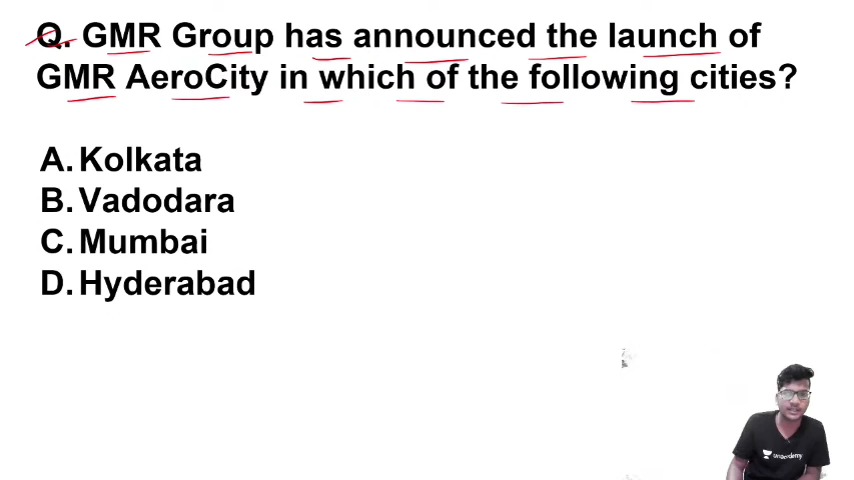 Q. GMR Group has announced the launch of
GMR AeroCity in which of the following cities?
A. Kolkata
B. Vadodara
C. Mumbai
D. Hyderabad
unacademy